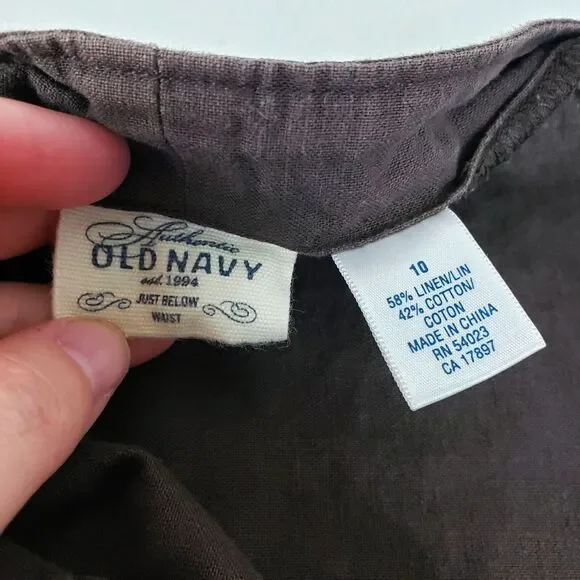 Authentic
OLD NAVY
est. 1994
JUST BELOW
WAIST
10
58% LINEN/LIN
42% COTTON/
COTON
MADE IN CHINA
RN 54023
CA 17897